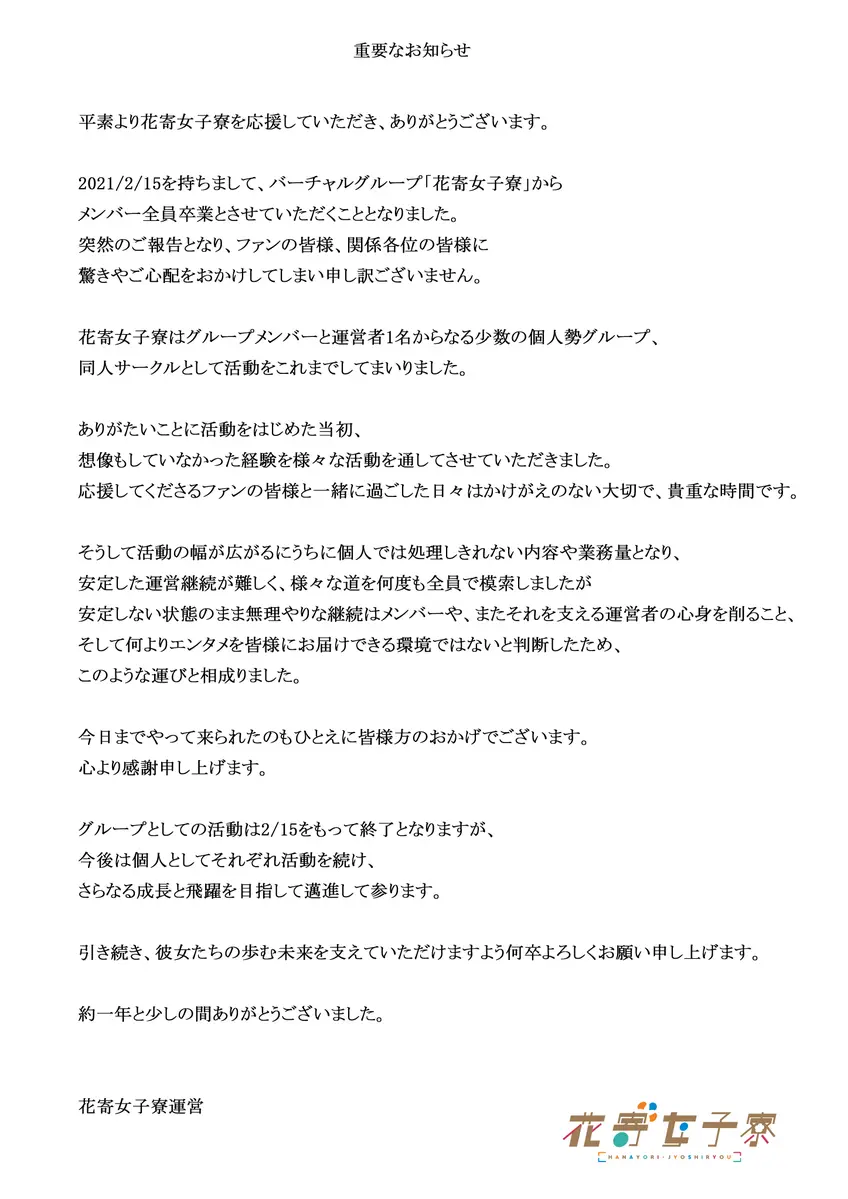 重要なお知らせ
平素より花寄女子寮を応援していただき、ありがとうございます。
2021/2/15を持ちまして、バーチャルグループ「花寄女子寮」から
メンバー全員卒業とさせていただくこととなりました。
突然のご報告となり、ファンの皆様、関係各位の皆様に
驚きやご心配をおかけしてしまい申し訳ございません。
花寄女子寮はグループメンバーと運営者1名からなる少数の個人勢グループ、
同人サークルとして活動をこれまでしてまいりました。
ありがたいことに活動をはじめた当初、
想像もしていなかった経験を様々な活動を通してさせていただきました。
応援してくださるファンの皆様と一緒に過ごした日々はかけがえのない大切で、貴重な時間です。
そうして活動の幅が広がるにうちに個人では処理しきれない内容や業務量となり、
安定した運営継続が難しく、様々な道を何度も全員で模索しましたが
安定しない状態のまま無理やりな継続はメンバーや、またそれを支える運営者の心身を削ること、
そして何よりエンタメを皆様にお届けできる環境ではないと判断したため、
このような運びと相成りました。
今日までやって来られたのもひとえに皆様方のおかげでございます。
心より感謝申し上げます。
グループとしての活動は2/15をもって終了となりますが、
今後は個人としてそれぞれ活動を続け、
さらなる成長と飛躍を目指して邁進して参ります。
引き続き、彼女たちの歩む未来を支えていただけますよう何卒よろしくお願い申し上げます。
約一年と少しの間ありがとうございました。
花寄女子寮運営
花寄女子寮
HANAYORI-JYOSHIRYOU